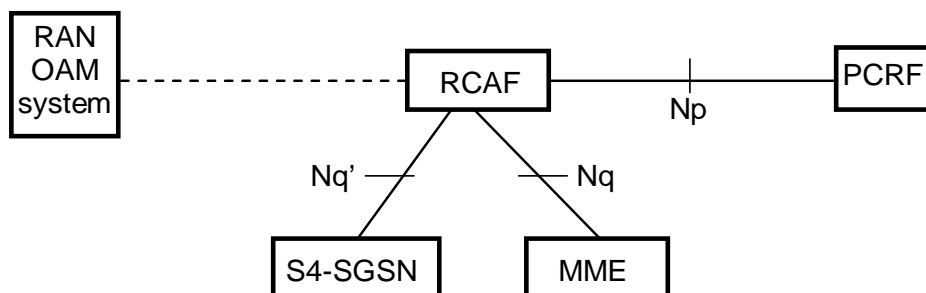 RAN
OAM
system
RCAF
PCRF
Np
Nq’
Nq
S4-SGSN
MME